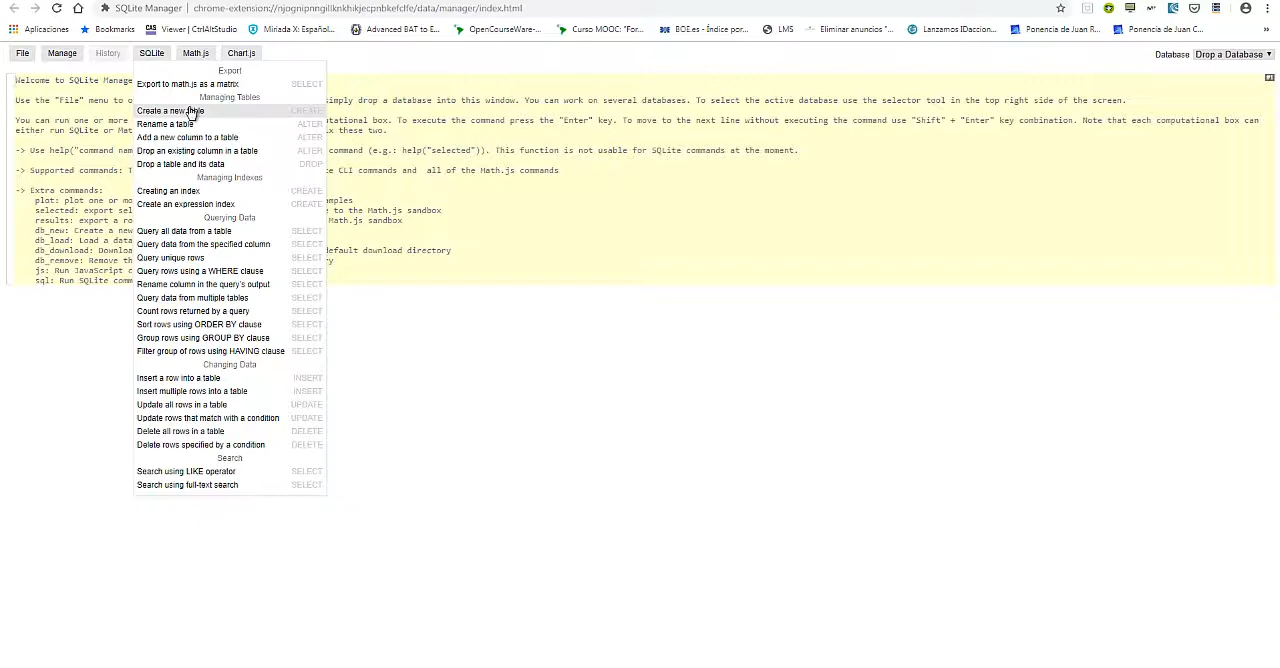 SQLite Manager | chrome-extension://njognipnngillknhkikjecpnbkefclfe/data/manager/index.html
Aplicaciones Bookmarks CAS Viewer | CtrlAltStudio Miriada X: Español... Advanced BAT to E... OpenCourseWare-... Curso MOOC: "For... BOE.es - Índice por... LMS Eliminar anuncios "... Lanzamos IDaccion... Ponencia de Juan R... Ponencia de Juan C... »
File Manage History SQLite Math.js Chart.js Database Drop a Database
Export
Export to math.js as a matrix SELECT
Managing Tables
Create a new table CREATE
Rename a table ALTER
Add a new column to a table ALTER
Drop an existing column in a table ALTER
Drop a table and its data DROP
Managing Indexes
Creating an index CREATE
Create an expression index CREATE
Querying Data
Query all data from a table SELECT
Query data from the specified column SELECT
Query unique rows SELECT
Query rows using a WHERE clause SELECT
Rename column in the query's output SELECT
Query data from multiple tables SELECT
Count rows returned by a query SELECT
Sort rows using ORDER BY clause SELECT
Group rows using GROUP BY clause SELECT
Filter group of rows using HAVING clause SELECT
Changing Data
Insert a row into a table INSERT
Insert multiple rows into a table INSERT
Update all rows in a table UPDATE
Update rows that match with a condition UPDATE
Delete all rows in a table DELETE
Delete rows specified by a condition DELETE
Search
Search using LIKE operator SELECT
Search using full-text search SELECT
Welcome to SQLite Manage
Use the "File" menu to o simply drop a database into this window. You can work on several databases. To select the active database use the selector tool in the top right side of the screen.
You can run one or more tational box. To execute the command press the "Enter" key. To move to the next line without executing the command use "Shift" + "Enter" key combination. Note that each computational box can
either run SQLite or Mat x these two.
-> Use help("command nam command (e.g.: help("selected")). This function is not usable for SQLite commands at the moment.
-> Supported commands: T e CLI commands and all of the Math.js commands
-> Extra commands:
plot: plot one or mo amples
selected: export sel e to the Math.js sandbox
results: export a ro Math.js sandbox
db_new: Create a new
db_load: Load a data
db_download: Downloa default download directory
db_remove: Remove th ry
js: Run JavaScript c
sql: Run SQLite comm